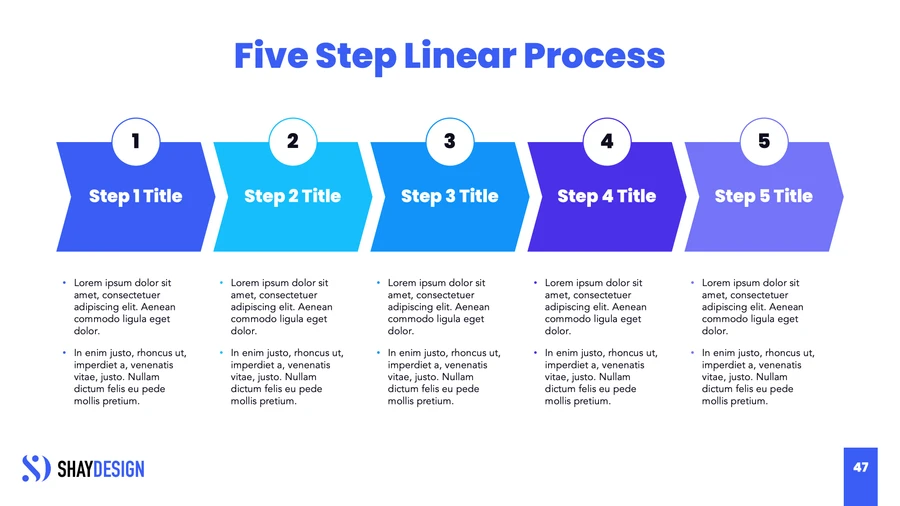 Five Step Linear Process
1
2
3
4
5
Step 1 Title
Step 2 Title
Step 3 Title
Step 4 Title
Step 5 Title
• Lorem ipsum dolor sit
amet, consectetuer
adipiscing elit. Aenean
commodo ligula eget
dolor.
• In enim justo, rhoncus ut,
imperdiet a, venenatis
vitae, justo. Nullam
dictum felis eu pede
mollis pretium.
• Lorem ipsum dolor sit
amet, consectetuer
adipiscing elit. Aenean
commodo ligula eget
dolor.
• In enim justo, rhoncus ut,
imperdiet a, venenatis
vitae, justo. Nullam
dictum felis eu pede
mollis pretium.
• Lorem ipsum dolor sit
amet, consectetuer
adipiscing elit. Aenean
commodo ligula eget
dolor.
• In enim justo, rhoncus ut,
imperdiet a, venenatis
vitae, justo. Nullam
dictum felis eu pede
mollis pretium.
• Lorem ipsum dolor sit
amet, consectetuer
adipiscing elit. Aenean
commodo ligula eget
dolor.
• In enim justo, rhoncus ut,
imperdiet a, venenatis
vitae, justo. Nullam
dictum felis eu pede
mollis pretium.
• Lorem ipsum dolor sit
amet, consectetuer
adipiscing elit. Aenean
commodo ligula eget
dolor.
• In enim justo, rhoncus ut,
imperdiet a, venenatis
vitae, justo. Nullam
dictum felis eu pede
mollis pretium.
SHAYDESIGN
47